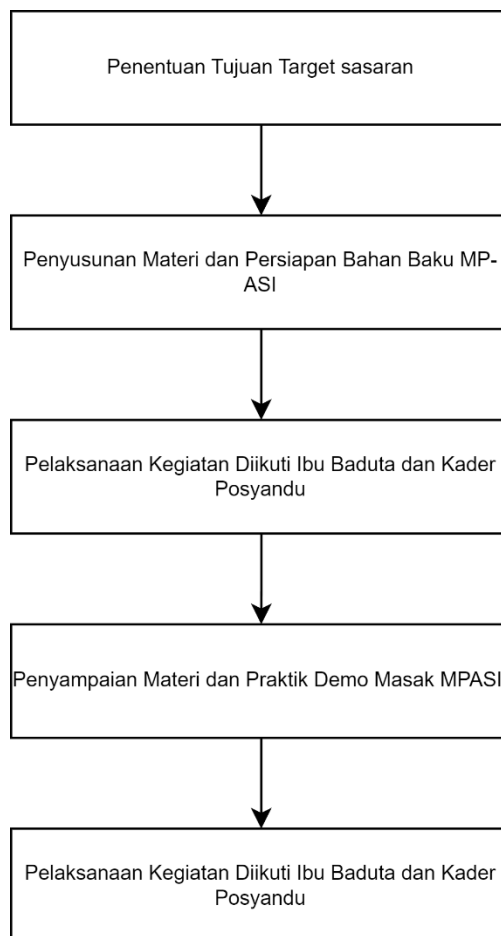 Penentuan Tujuan Target sasaran
Penyusunan Materi dan Persiapan Bahan Baku MP-
ASI
Pelaksanaan Kegiatan Diikuti Ibu Baduta dan Kader
Posyandu
Penyampaian Materi dan Praktik Demo Masak MPASI
Pelaksanaan Kegiatan Diikuti Ibu Baduta dan Kader
Posyandu